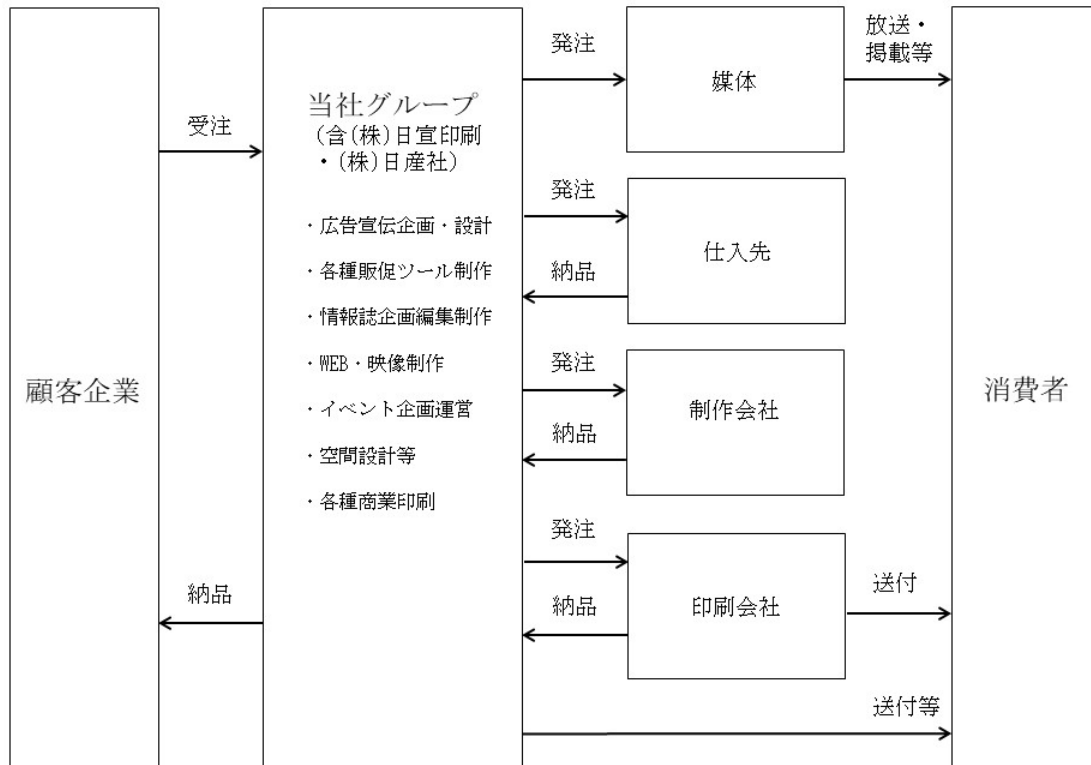 顧客企業
受注
納品
当社グループ
(含(株)日宣印刷
・(株)日産社)
・広告宣伝企画・設計
・各種販促ツール制作
・情報誌企画編集制作
・WEB・映像制作
・イベント企画運営
・空間設計等
・各種商業印刷
発注
媒体
放送・
掲載等
発注
納品
仕入先
発注
納品
制作会社
発注
納品
印刷会社
送付
送付等
消費者